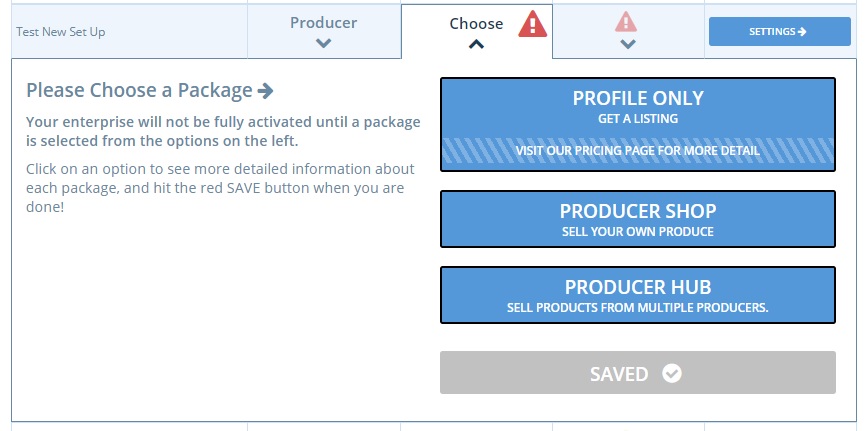 Test New Set Up
Producer
Choose
SETTINGS
Please Choose a Package
Your enterprise will not be fully activated until a package
is selected from the options on the left.
Click on an option to see more detailed information about
each package, and hit the red SAVE button when you are
done!
PROFILE ONLY
GET A LISTING
VISIT OUR PRICING PAGE FOR MORE DETAIL
PRODUCER SHOP
SELL YOUR OWN PRODUCE
PRODUCER HUB
SELL PRODUCTS FROM MULTIPLE PRODUCERS.
SAVED